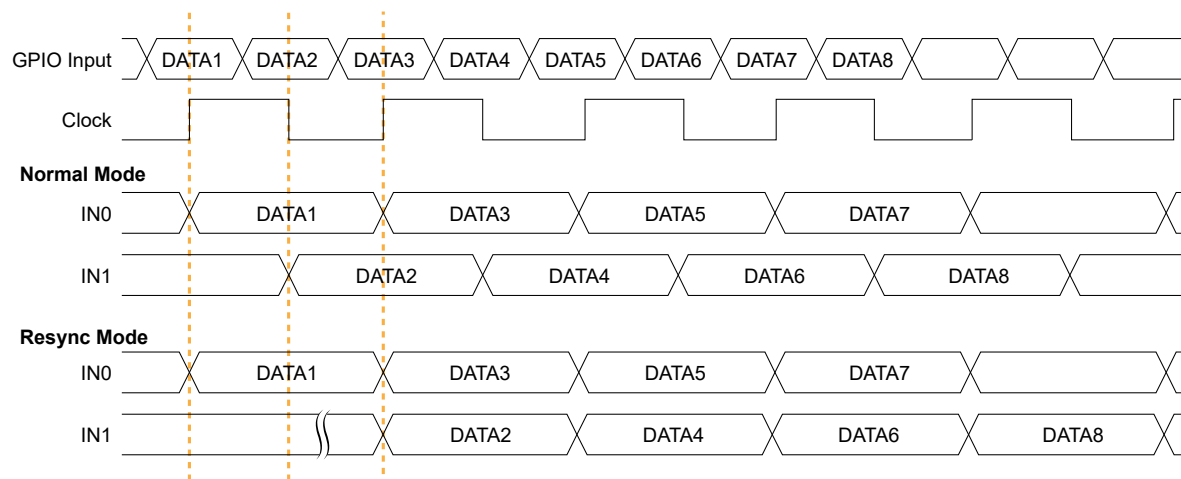 GPIO Input DATA1 DATA2 DATA3 DATA4 DATA5 DATA6 DATA7 DATA8
Clock
Normal Mode
IN0 DATA1 DATA3 DATA5 DATA7
IN1 DATA2 DATA4 DATA6 DATA8
Resync Mode
IN0 DATA1 DATA3 DATA5 DATA7
IN1 DATA2 DATA4 DATA6 DATA8